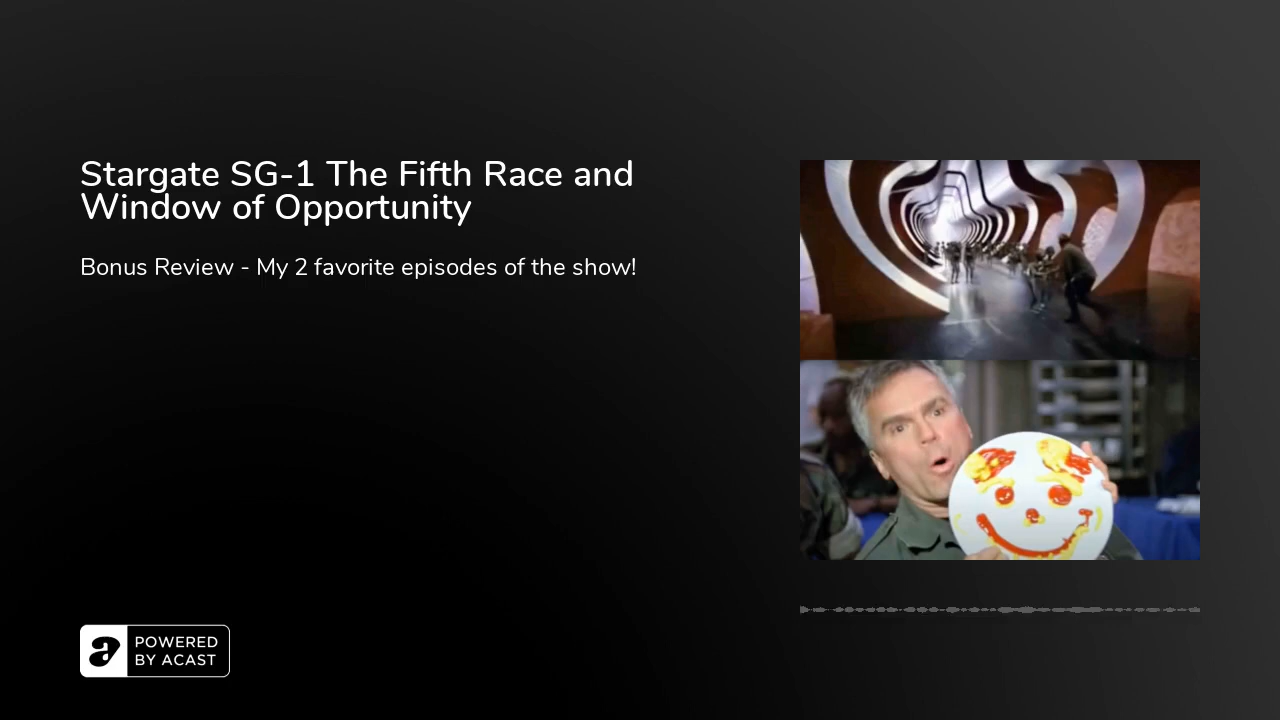 Stargate SG-1 The Fifth Race and
Window of Opportunity
Bonus Review - My 2 favorite episodes of the show!
a
POWERED
BY ACAST